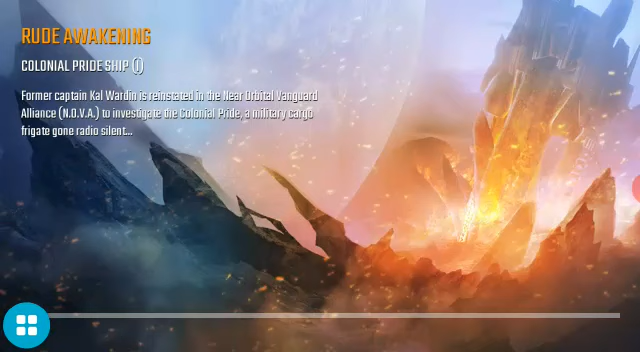 RUDE AWAKENING
COLONIAL PRIDE SHIP (I)
Former captain Kal Wardin is reinstated in the Near Orbital Vanguard
Alliance (N.O.V.A.) to investigate the Colonial Pride, a military cargo
frigate gone radio silent...